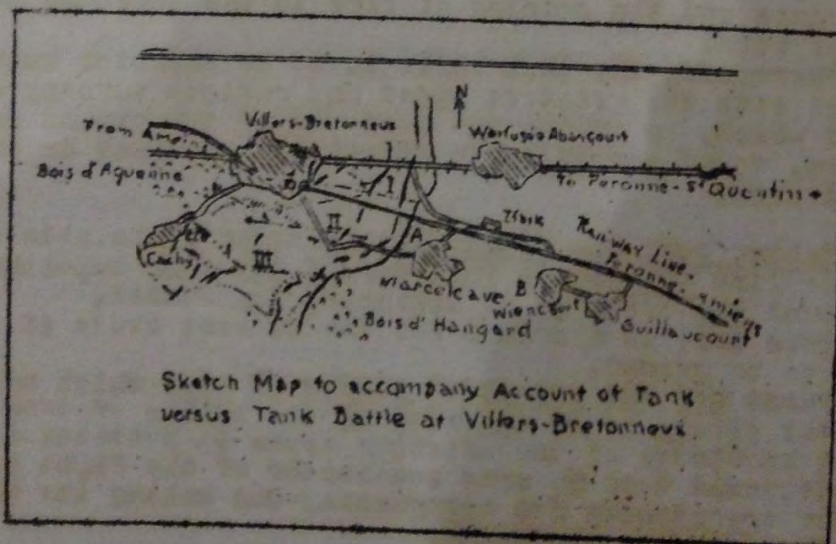 N
Villers-Bretonneux
Warfusée Abancourt
From Amiens
Bois d'Aquenne
To Peronne-St Quentin
I
II
III
A
Railway Line.
Peronne-Amiens
Cachy
Marcelcave
B
Wiencourt
Guillaucourt
Bois d'Hangard
Sketch Map to accompany Account of Tank
versus Tank Battle at Villers-Bretonneux.